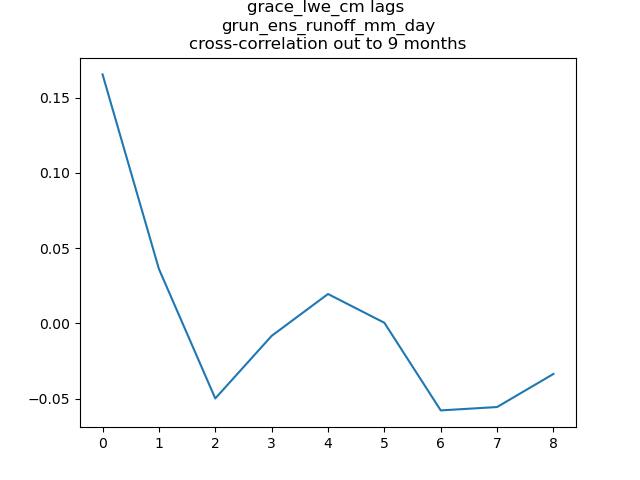 grace_lwe_cm lags
grun_ens_runoff_mm_day
cross-correlation out to 9 months
0.15
0.10
0.05
0.00
−0.05
0 1 2 3 4 5 6 7 8